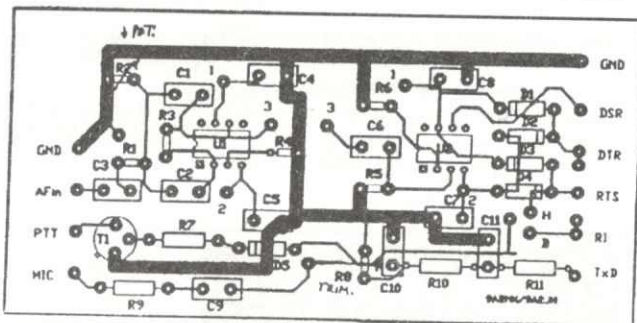 ↓ POT.
GND
R2
C1
1
C4
R6
1
C8
D1
DSR
R3
3
3
C6
D2
GND
R1
U1
R4
U2
D3
DTR
C3
C2
R5
D4
RTS
AFin
2
C5
C7
2
H
PTT
T1
R7
C11
B
RI
D5
R8
MIC
C10
R10
R11
TxD
R9
C9